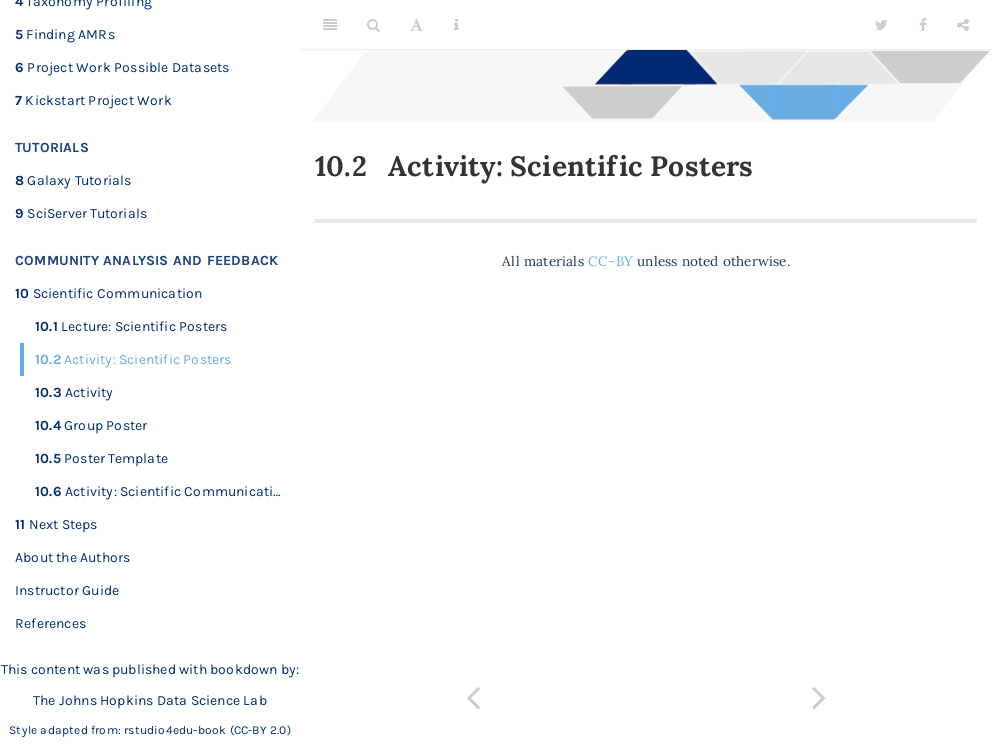 4 Taxonomy Profiling
5 Finding AMRs
6 Project Work Possible Datasets
7 Kickstart Project Work
TUTORIALS
8 Galaxy Tutorials
9 SciServer Tutorials
COMMUNITY ANALYSIS AND FEEDBACK
10 Scientific Communication
10.1 Lecture: Scientific Posters
10.2 Activity: Scientific Posters
10.3 Activity
10.4 Group Poster
10.5 Poster Template
10.6 Activity: Scientific Communicati…
11 Next Steps
About the Authors
Instructor Guide
References
This content was published with bookdown by:
The Johns Hopkins Data Science Lab
Style adapted from: rstudio4edu-book (CC-BY 2.0)
10.2 Activity: Scientific Posters
All materials CC-BY unless noted otherwise.